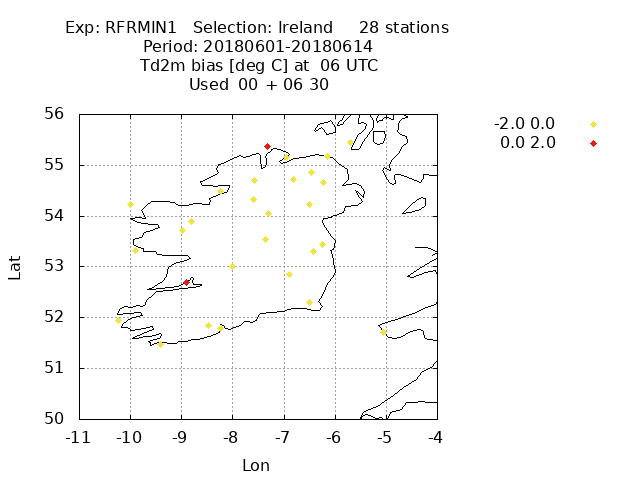 Exp: RFRMIN1 Selection: Ireland 28 stations
Period: 20180601-20180614
Td2m bias [deg C] at 06 UTC
Used 00 + 06 30
-2.0 0.0
0.0 2.0
56
55
54
53
52
51
50
Lat
-11 -10 -9 -8 -7 -6 -5 -4
Lon